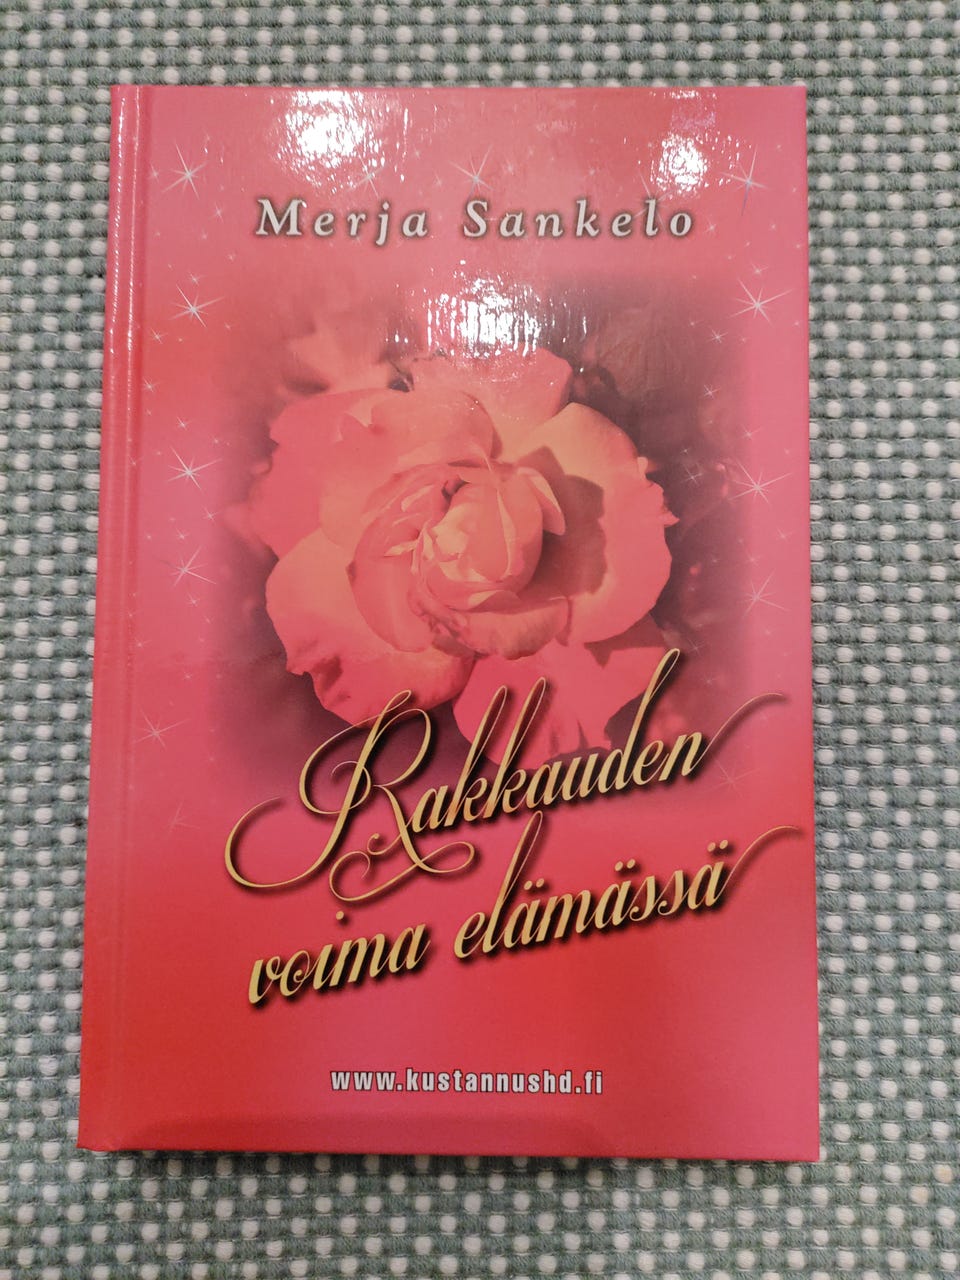 Merja Sankelo
Rakkauden
voima elämässä
www.kustannushd.fi